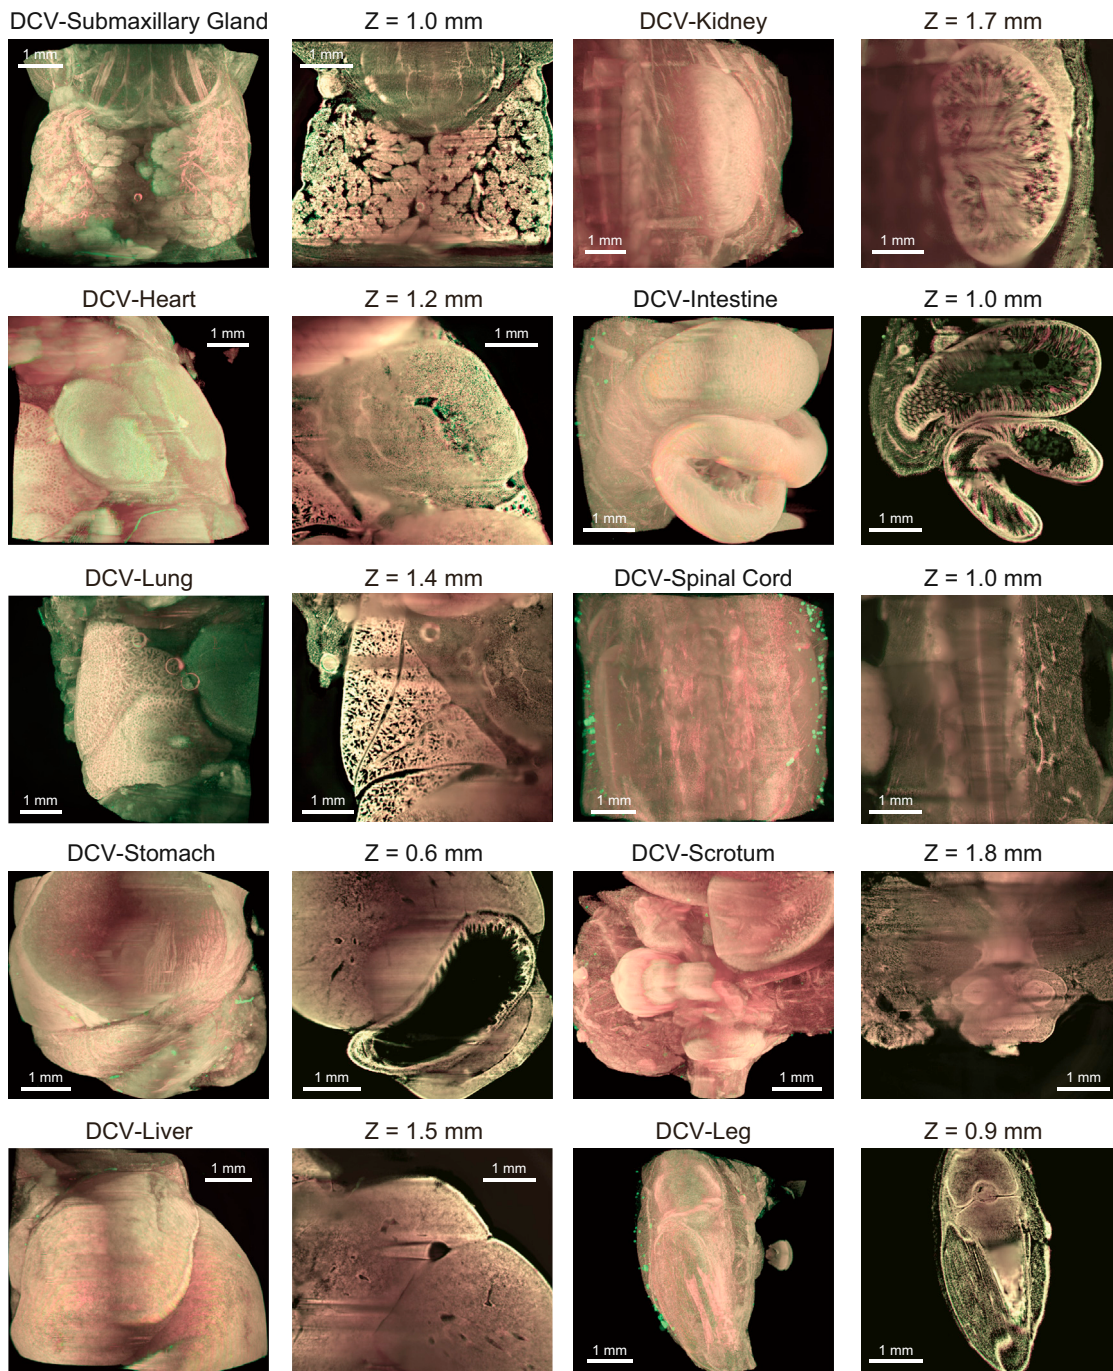 DCV-Submaxillary Gland
Z = 1.0 mm
DCV-Kidney
Z = 1.7 mm
1 mm
1 mm
1 mm
1 mm
DCV-Heart
Z = 1.2 mm
DCV-Intestine
Z = 1.0 mm
1 mm
1 mm
1 mm
1 mm
DCV-Lung
Z = 1.4 mm
DCV-Spinal Cord
Z = 1.0 mm
1 mm
1 mm
1 mm
1 mm
DCV-Stomach
Z = 0.6 mm
DCV-Scrotum
Z = 1.8 mm
1 mm
1 mm
1 mm
1 mm
DCV-Liver
Z = 1.5 mm
DCV-Leg
Z = 0.9 mm
1 mm
1 mm
1 mm
1 mm